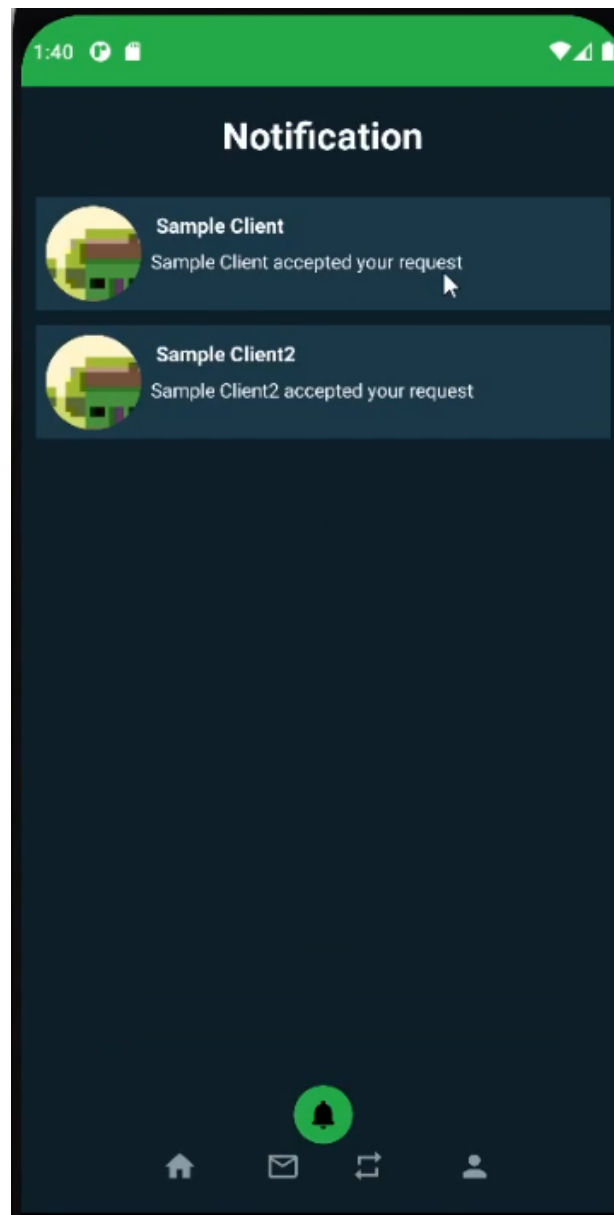 1:40
Notification
Sample Client
Sample Client accepted your request
Sample Client2
Sample Client2 accepted your request